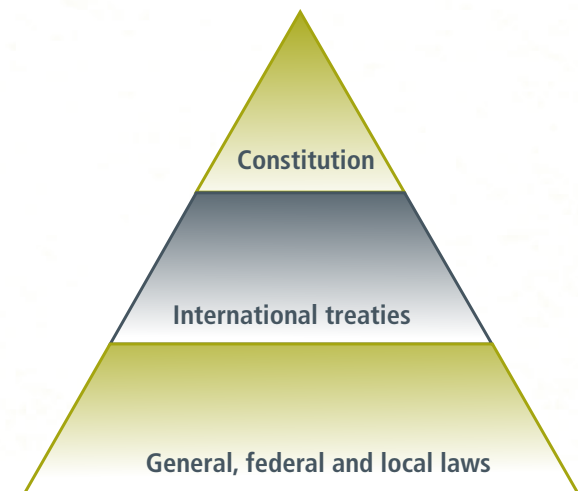 Constitution
International treaties
General, federal and local laws